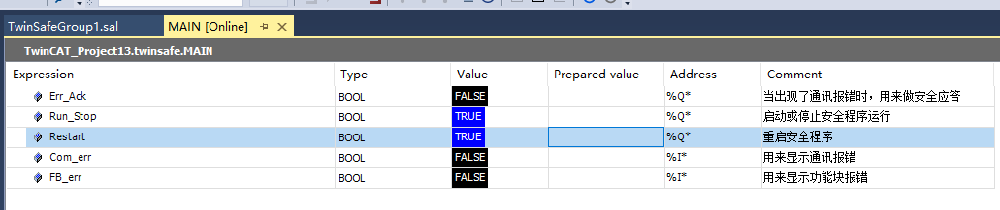 TwinSafeGroup1.sal MAIN [Online]
TwinCAT_Project13.twinsafe.MAIN
Expression Type Value Prepared value Address Comment
Err_Ack BOOL FALSE %Q* 当出现了通讯报错时，用来做安全应答
Run_Stop BOOL TRUE %Q* 启动或停止安全程序运行
Restart BOOL TRUE %Q* 重启安全程序
Com_err BOOL FALSE %I* 用来显示通讯报错
FB_err BOOL FALSE %I* 用来显示功能块报错